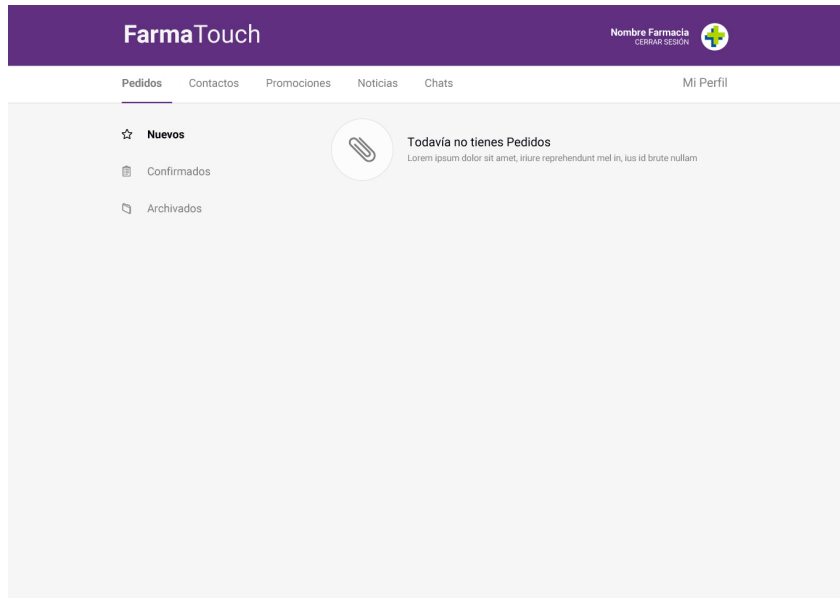 FarmaTouch
Nombre Farmacia
CERRAR SESIÓN
Pedidos Contactos Promociones Noticias Chats Mi Perfil
Nuevos
Confirmados
Archivados
Todavía no tienes Pedidos
Lorem ipsum dolor sit amet, iriure reprehendunt mel in, ius id brute nullam